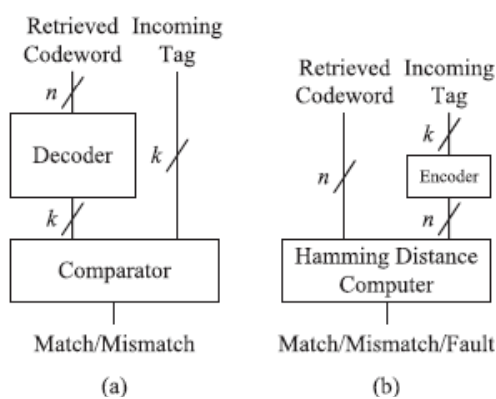 Retrieved Codeword
Incoming Tag
n
Decoder
k
k
Comparator
Match/Mismatch
(a)
Retrieved Codeword
Incoming Tag
k
n
Encoder
n
Hamming Distance
Computer
Match/Mismatch/Fault
(b)